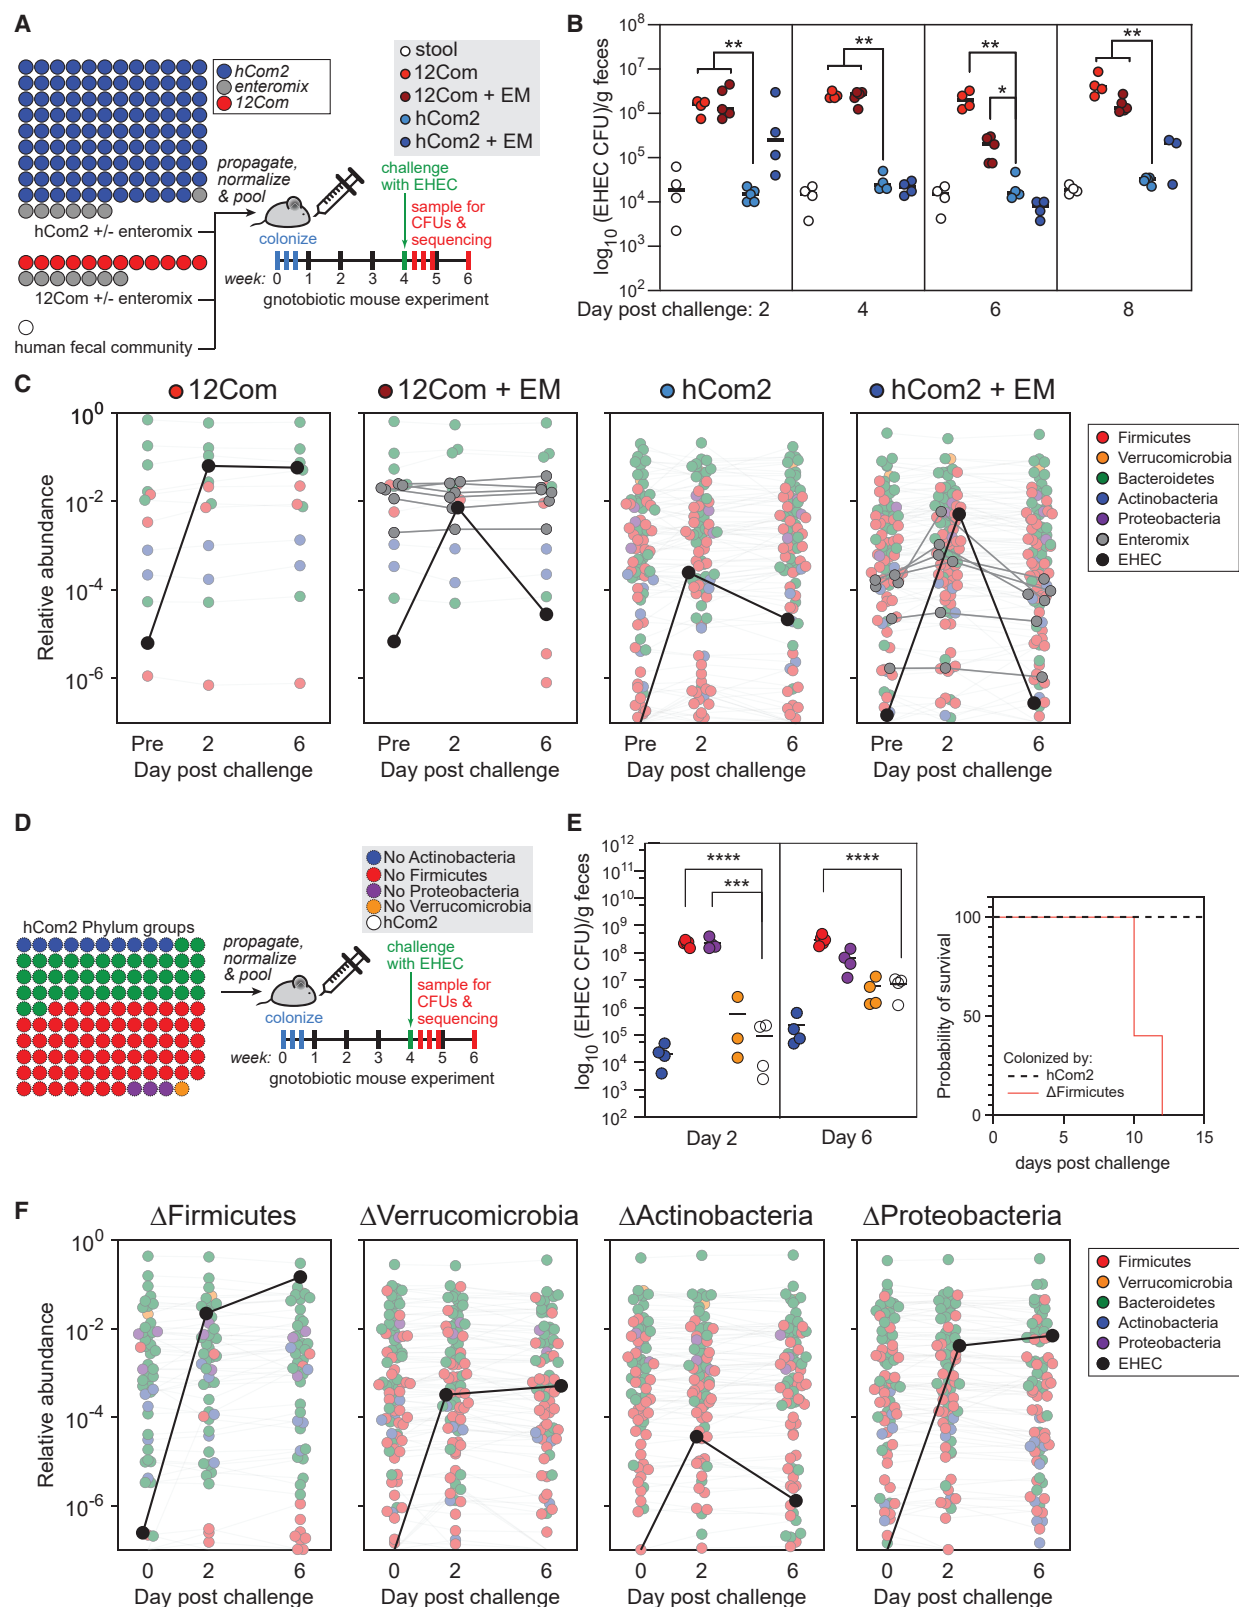 A
hCom2
enteromix
12Com
stool
12Com
12Com + EM
hCom2
hCom2 + EM
propagate,
normalize
& pool
challenge
with EHEC
sample for
CFUs &
sequencing
colonize
hCom2 +/- enteromix
12Com +/- enteromix
human fecal community
week: 0 1 2 3 4 5 6
gnotobiotic mouse experiment
B
log10 (EHEC CFU)/g feces
10^8
10^7
10^6
10^5
10^4
10^3
10^2
** ** ** * **
Day post challenge: 2 4 6 8
C
12Com 12Com + EM hCom2 hCom2 + EM
Relative abundance
10^0
10^-2
10^-4
10^-6
Pre 2 6 Pre 2 6 Pre 2 6 Pre 2 6
Day post challenge Day post challenge Day post challenge Day post challenge
Firmicutes
Verrucomicrobia
Bacteroidetes
Actinobacteria
Proteobacteria
Enteromix
EHEC
D
No Actinobacteria
No Firmicutes
No Proteobacteria
No Verrucomicrobia
hCom2
hCom2 Phylum groups
propagate,
normalize
& pool
challenge
with EHEC
sample for
CFUs &
sequencing
colonize
week: 0 1 2 3 4 5 6
gnotobiotic mouse experiment
E
log10 (EHEC CFU)/g feces
10^12
10^11
10^10
10^9
10^8
10^7
10^6
10^5
10^4
10^3
10^2
**** *** ****
Day 2 Day 6
Probability of survival
100
50
0
Colonized by:
hCom2
ΔFirmicutes
0 5 10 15
days post challenge
F
ΔFirmicutes ΔVerrucomicrobia ΔActinobacteria ΔProteobacteria
Relative abundance
10^0
10^-2
10^-4
10^-6
0 2 6 0 2 6 0 2 6 0 2 6
Day post challenge Day post challenge Day post challenge Day post challenge
Firmicutes
Verrucomicrobia
Bacteroidetes
Actinobacteria
Proteobacteria
EHEC